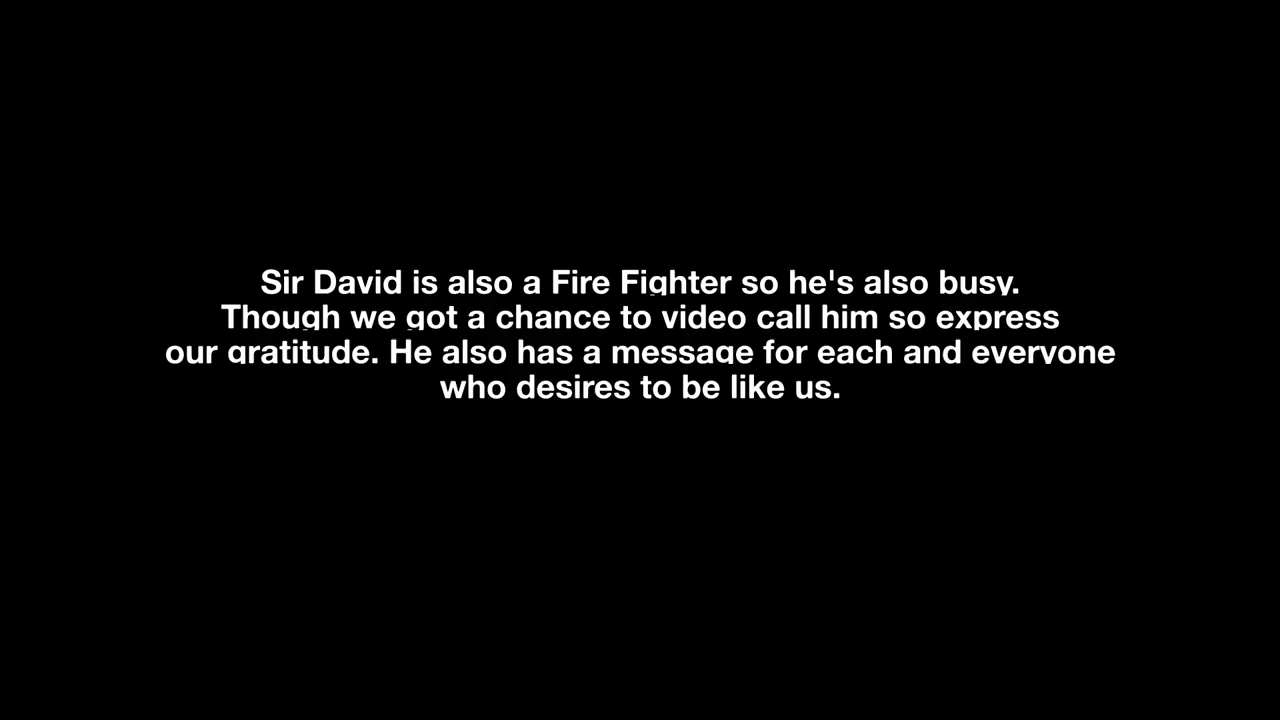 Sir David is also a Fire Fighter so he's also busy.
Though we got a chance to video call him so express
our gratitude. He also has a message for each and everyone
who desires to be like us.